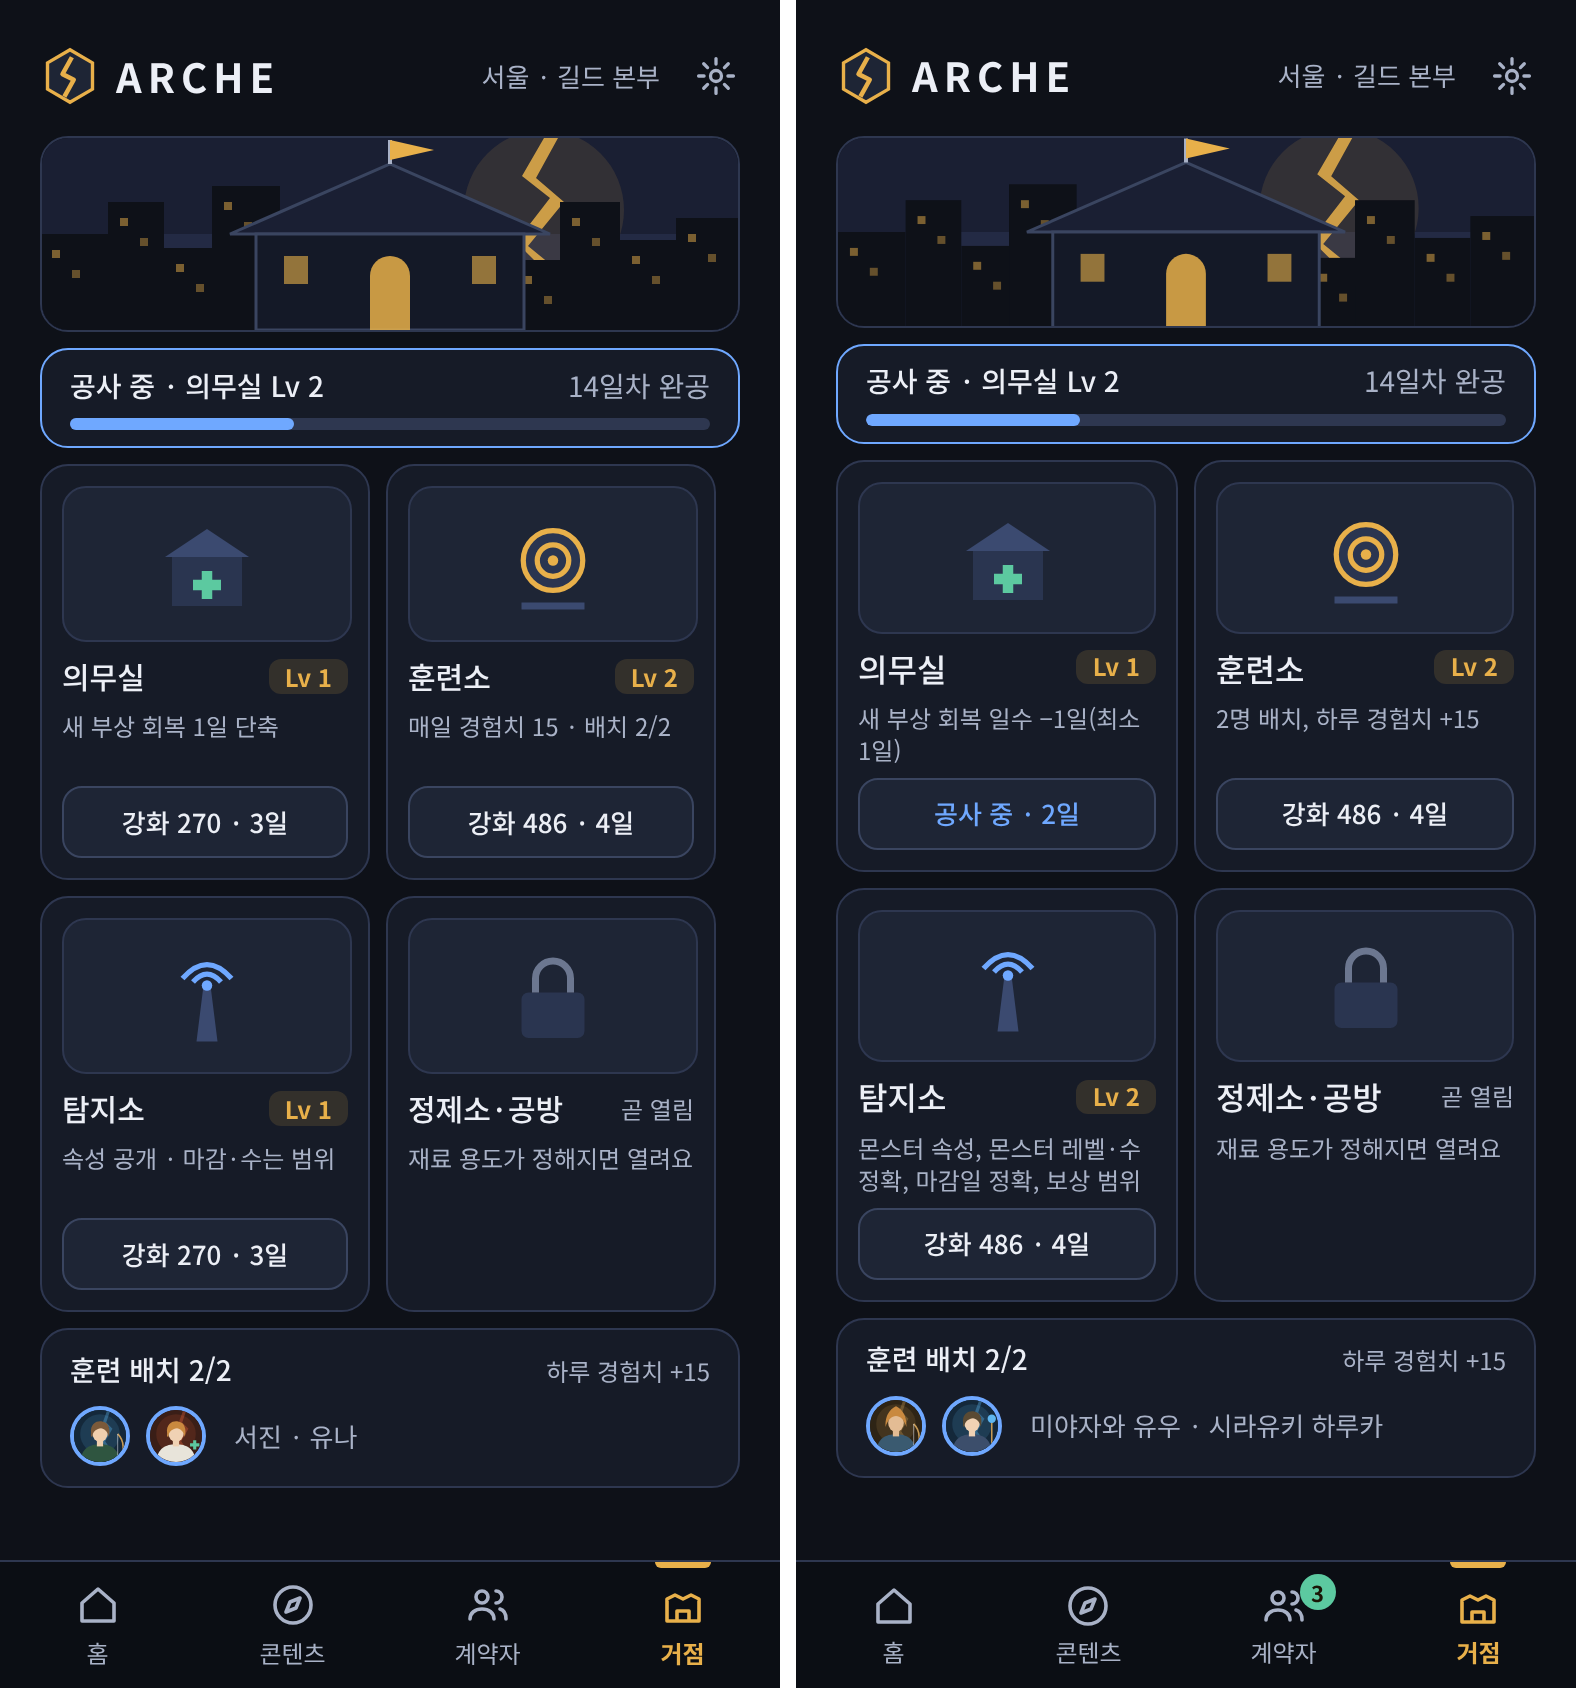 ARCHE
서울 · 길드 본부
공사 중 · 의무실 Lv 2
14일차 완공
의무실
Lv 1
새 부상 회복 1일 단축
강화 270 · 3일
훈련소
Lv 2
매일 경험치 15 · 배치 2/2
강화 486 · 4일
탐지소
Lv 1
속성 공개 · 마감·수는 범위
강화 270 · 3일
정제소·공방
곧 열림
재료 용도가 정해지면 열려요
훈련 배치 2/2
하루 경험치 +15
서진 · 유나
홈
콘텐츠
계약자
거점
ARCHE
서울 · 길드 본부
공사 중 · 의무실 Lv 2
14일차 완공
의무실
Lv 1
새 부상 회복 일수 −1일(최소
1일)
공사 중 · 2일
훈련소
Lv 2
2명 배치, 하루 경험치 +15
강화 486 · 4일
탐지소
Lv 2
몬스터 속성, 몬스터 레벨·수
정확, 마감일 정확, 보상 범위
강화 486 · 4일
정제소·공방
곧 열림
재료 용도가 정해지면 열려요
훈련 배치 2/2
하루 경험치 +15
미야자와 유우 · 시라유키 하루카
홈
콘텐츠
3
계약자
거점